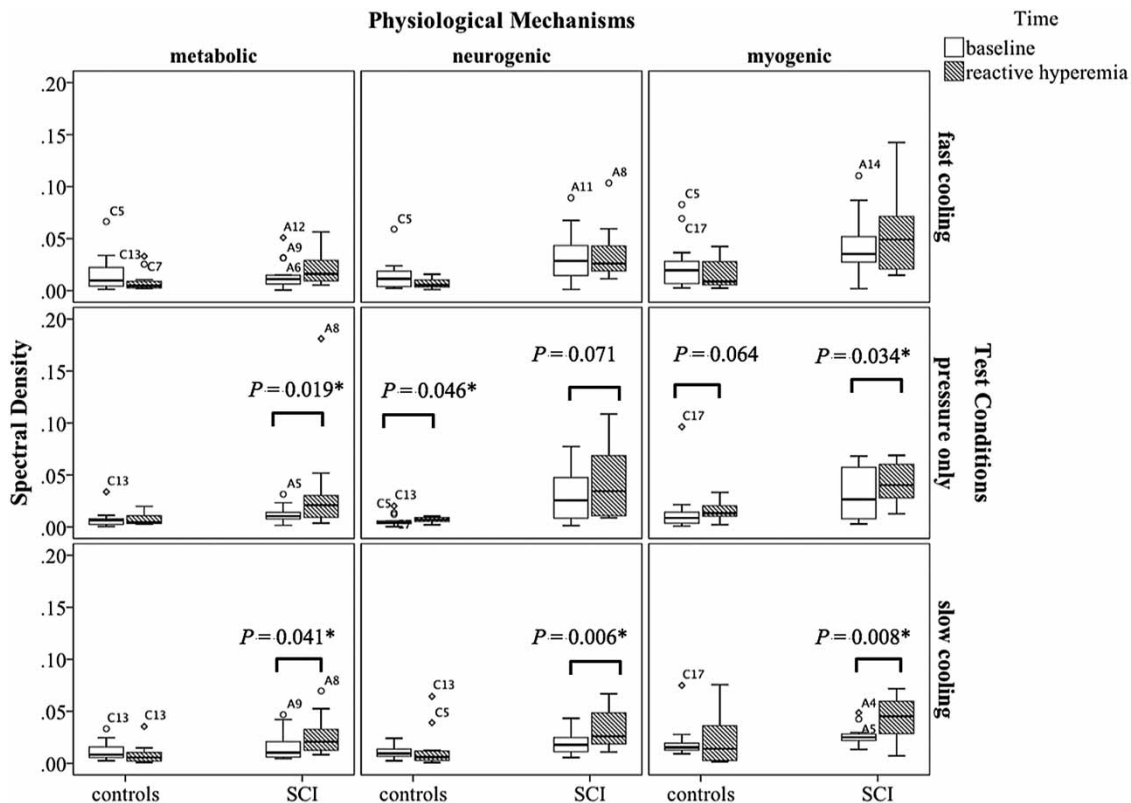 Physiological Mechanisms
Time
baseline
reactive hyperemia
metabolic
neurogenic
myogenic
.20
.15
.10
.05
.00
C5
C13
C7
A12
A9
A6
C5
A11
A8
C5
C17
A14
fast cooling
.20
.15
.10
.05
.00
C13
P = 0.019*
A8
A5
P = 0.046*
C13
C5
C7
P = 0.071
P = 0.064
C17
P = 0.034*
pressure only
.20
.15
.10
.05
.00
C13
C13
P = 0.041*
A9
A8
C13
C5
P = 0.006*
C17
P = 0.008*
A4
A5
slow cooling
Spectral Density
Test Conditions
controls
SCI
controls
SCI
controls
SCI